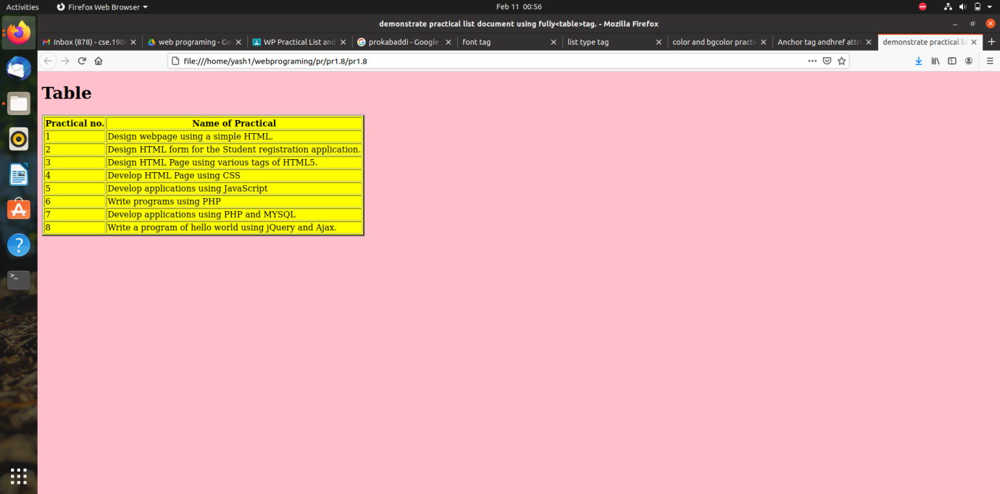 Activities Firefox Web Browser Feb 11 00:56
demonstrate practical list document using fully<table>tag. - Mozilla Firefox
Inbox (878) - cse.190 web programing - Go WP Practical List and prokabaddi - Google font tag list type tag color and bgcolor practi Anchor tag andhref attri demonstrate practical li
file:///home/yash1/webprograming/pr/pr1.8/pr1.8
Table
Practical no. Name of Practical
1 Design webpage using a simple HTML.
2 Design HTML form for the Student registration application.
3 Design HTML Page using various tags of HTML5.
4 Develop HTML Page using CSS
5 Develop applications using JavaScript
6 Write programs using PHP
7 Develop applications using PHP and MYSQL
8 Write a program of hello world using jQuery and Ajax.